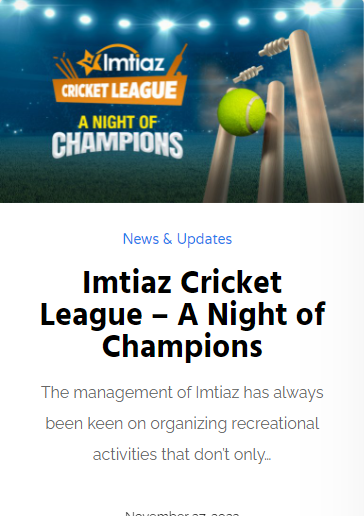 Imtiaz
CRICKET LEAGUE
A NIGHT OF
CHAMPIONS
News & Updates
Imtiaz Cricket
League – A Night of
Champions
The management of Imtiaz has always
been keen on organizing recreational
activities that don't only...